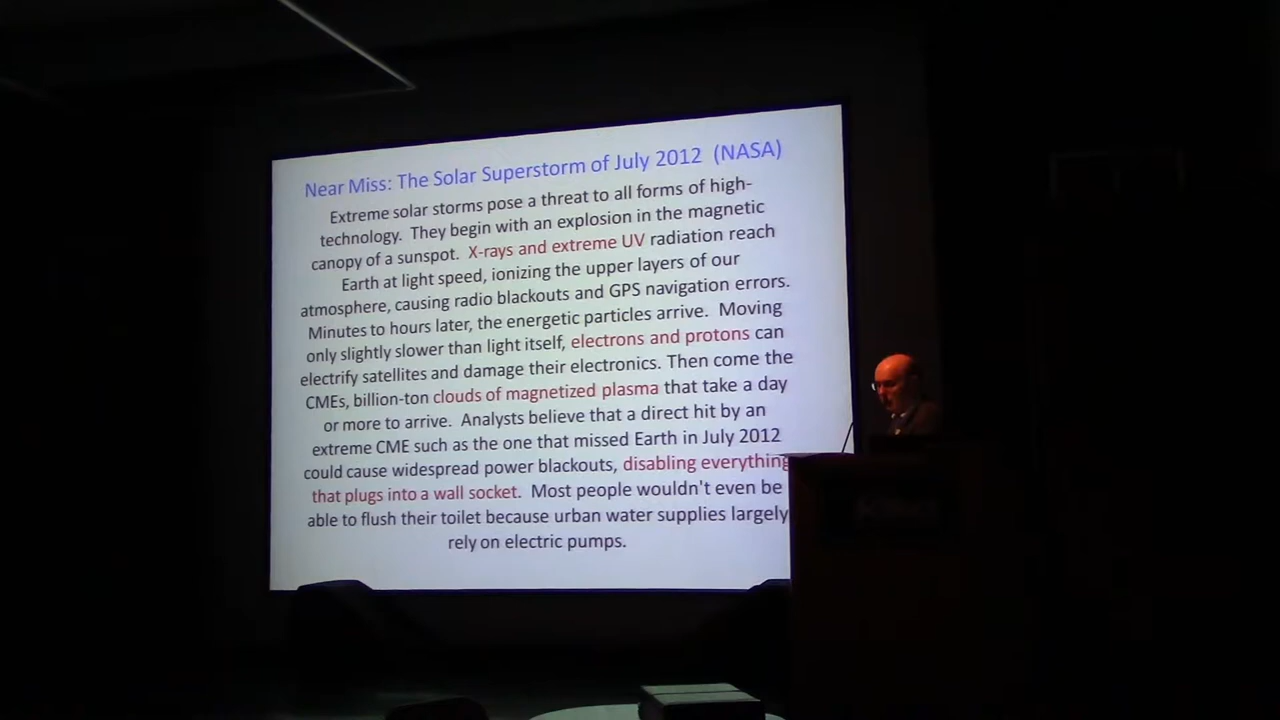 Near Miss: The Solar Superstorm of July 2012 (NASA)
Extreme solar storms pose a threat to all forms of high-
technology. They begin with an explosion in the magnetic
canopy of a sunspot. X-rays and extreme UV radiation reach
Earth at light speed, ionizing the upper layers of our
atmosphere, causing radio blackouts and GPS navigation errors.
Minutes to hours later, the energetic particles arrive. Moving
only slightly slower than light itself, electrons and protons can
electrify satellites and damage their electronics. Then come the
CMEs, billion-ton clouds of magnetized plasma that take a day
or more to arrive. Analysts believe that a direct hit by an
extreme CME such as the one that missed Earth in July 2012
could cause widespread power blackouts, disabling everything
that plugs into a wall socket. Most people wouldn't even be
able to flush their toilet because urban water supplies largely
rely on electric pumps.